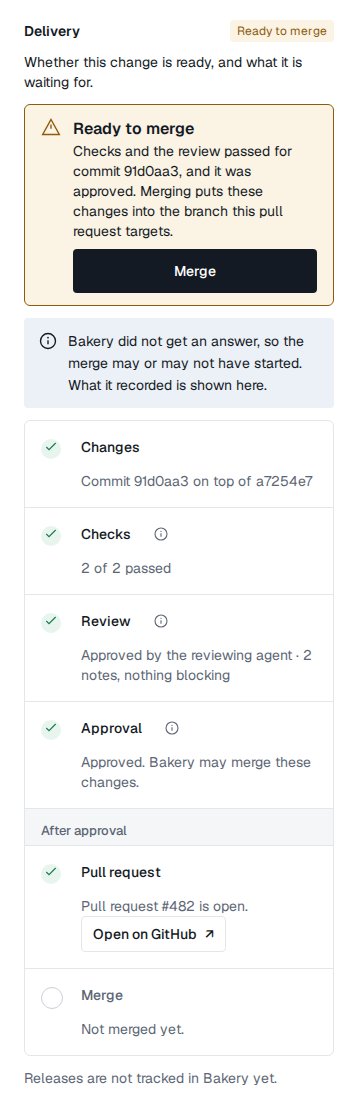 Delivery
Ready to merge
Whether this change is ready, and what it is
waiting for.
Ready to merge
Checks and the review passed for
commit 91d0aa3, and it was
approved. Merging puts these
changes into the branch this pull
request targets.
Merge
Bakery did not get an answer, so the
merge may or may not have started.
What it recorded is shown here.
Changes
Commit 91d0aa3 on top of a7254e7
Checks
2 of 2 passed
Review
Approved by the reviewing agent · 2
notes, nothing blocking
Approval
Approved. Bakery may merge these
changes.
After approval
Pull request
Pull request #482 is open.
Open on GitHub
Merge
Not merged yet.
Releases are not tracked in Bakery yet.